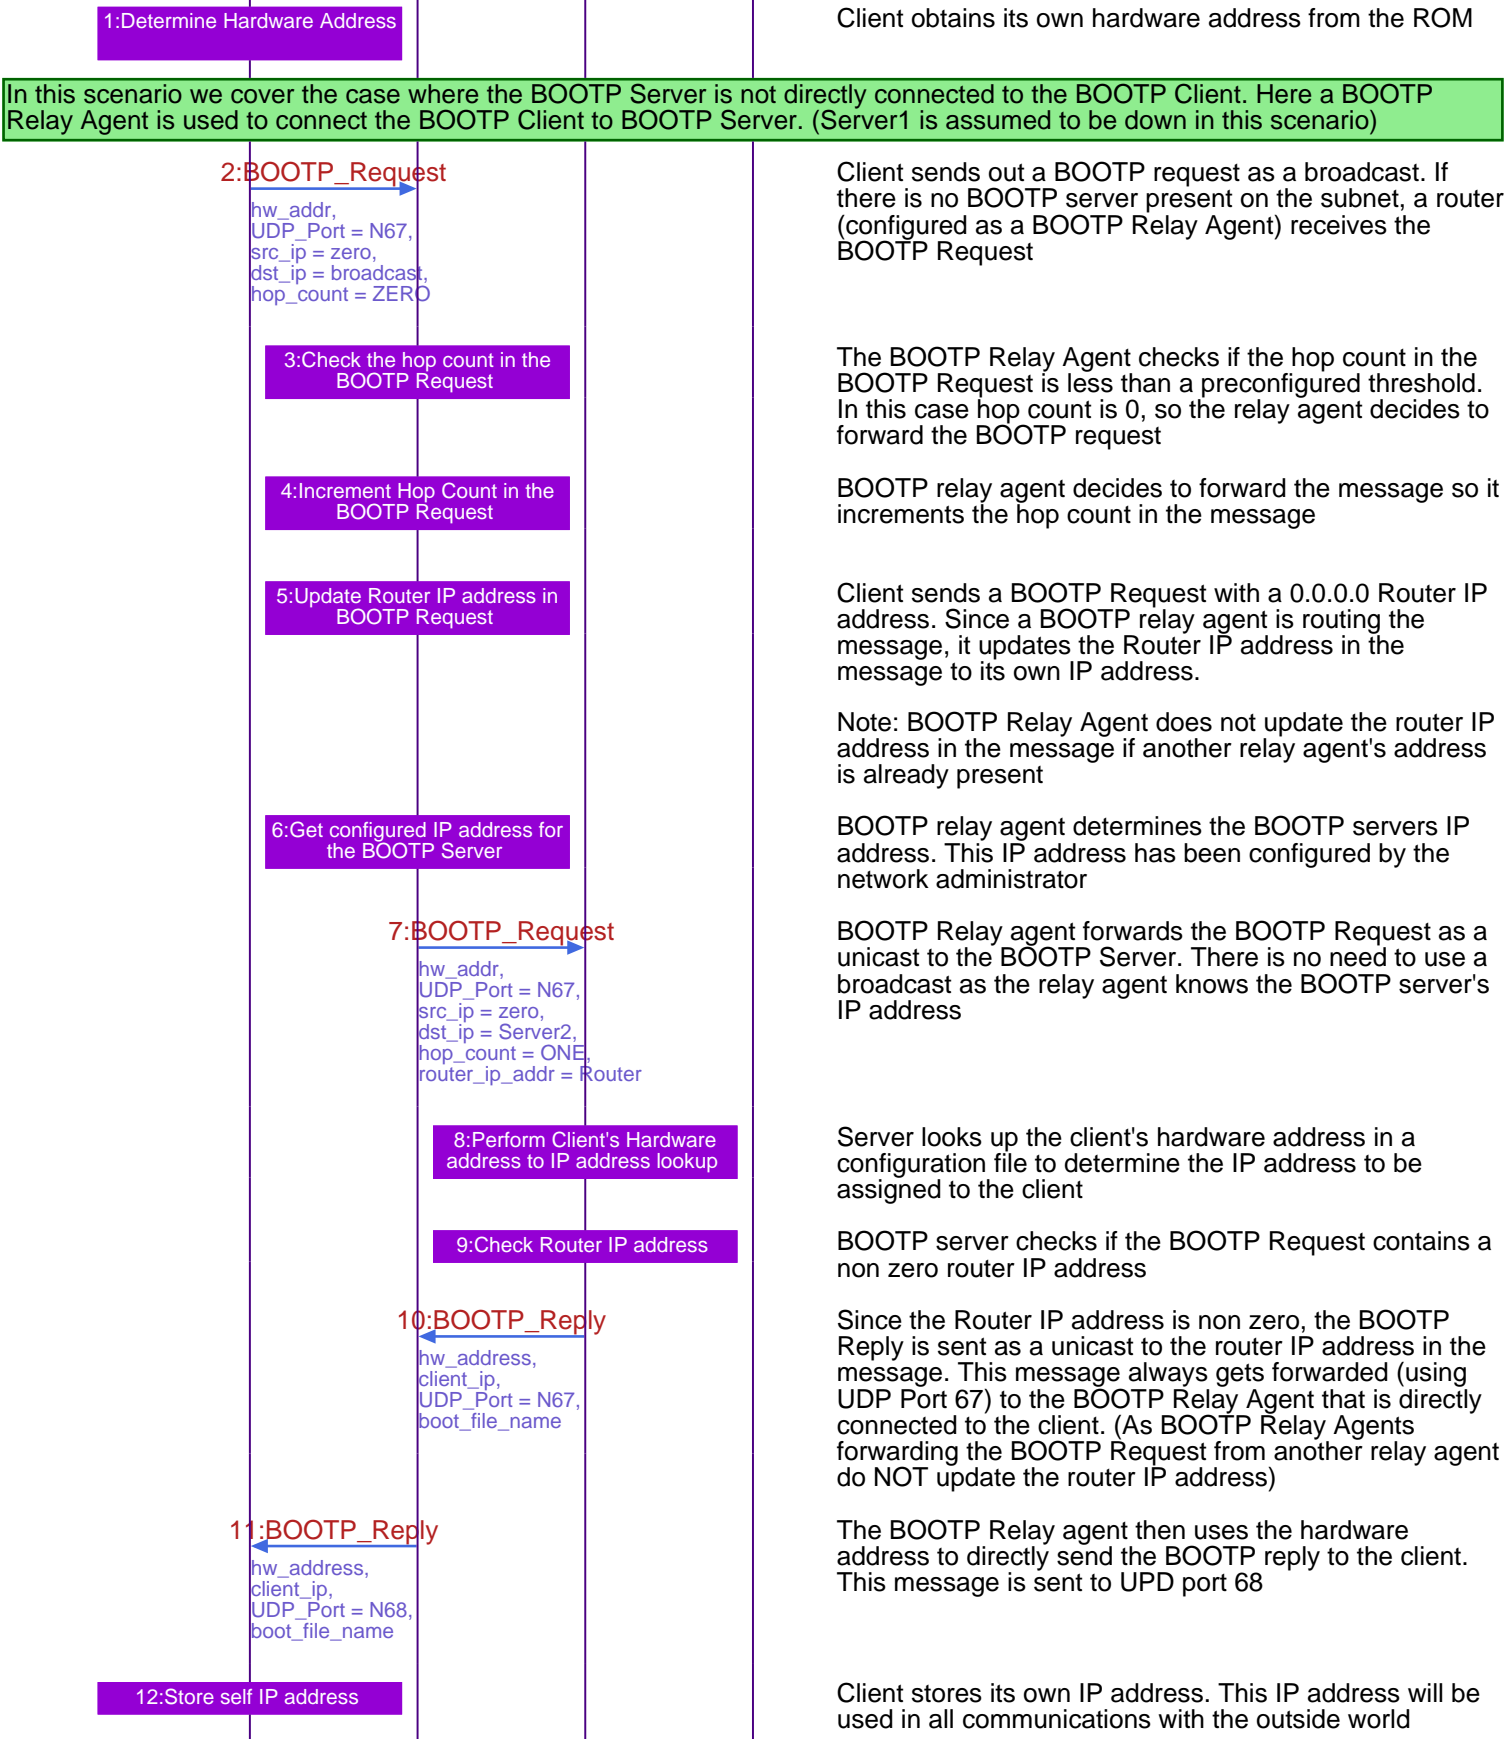 1:Determine Hardware Address
Client obtains its own hardware address from the ROM
In this scenario we cover the case where the BOOTP Server is not directly connected to the BOOTP Client. Here a BOOTP
Relay Agent is used to connect the BOOTP Client to BOOTP Server. (Server1 is assumed to be down in this scenario)
2:BOOTP_Request
hw_addr,
UDP_Port = N67,
src_ip = zero,
dst_ip = broadcast,
hop_count = ZERO
Client sends out a BOOTP request as a broadcast. If
there is no BOOTP server present on the subnet, a router
(configured as a BOOTP Relay Agent) receives the
BOOTP Request
3:Check the hop count in the
BOOTP Request
The BOOTP Relay Agent checks if the hop count in the
BOOTP Request is less than a preconfigured threshold.
In this case hop count is 0, so the relay agent decides to
forward the BOOTP request
4:Increment Hop Count in the
BOOTP Request
BOOTP relay agent decides to forward the message so it
increments the hop count in the message
5:Update Router IP address in
BOOTP Request
Client sends a BOOTP Request with a 0.0.0.0 Router IP
address. Since a BOOTP relay agent is routing the
message, it updates the Router IP address in the
message to its own IP address.
Note: BOOTP Relay Agent does not update the router IP
address in the message if another relay agent's address
is already present
6:Get configured IP address for
the BOOTP Server
BOOTP relay agent determines the BOOTP servers IP
address. This IP address has been configured by the
network administrator
7:BOOTP_Request
hw_addr,
UDP_Port = N67,
src_ip = zero,
dst_ip = Server2,
hop_count = ONE,
router_ip_addr = Router
BOOTP Relay agent forwards the BOOTP Request as a
unicast to the BOOTP Server. There is no need to use a
broadcast as the relay agent knows the BOOTP server's
IP address
8:Perform Client's Hardware
address to IP address lookup
Server looks up the client's hardware address in a
configuration file to determine the IP address to be
assigned to the client
9:Check Router IP address
BOOTP server checks if the BOOTP Request contains a
non zero router IP address
10:BOOTP_Reply
hw_address,
client_ip,
UDP_Port = N67,
boot_file_name
Since the Router IP address is non zero, the BOOTP
Reply is sent as a unicast to the router IP address in the
message. This message always gets forwarded (using
UDP Port 67) to the BOOTP Relay Agent that is directly
connected to the client. (As BOOTP Relay Agents
forwarding the BOOTP Request from another relay agent
do NOT update the router IP address)
11:BOOTP_Reply
hw_address,
client_ip,
UDP_Port = N68,
boot_file_name
The BOOTP Relay agent then uses the hardware
address to directly send the BOOTP reply to the client.
This message is sent to UPD port 68
12:Store self IP address
Client stores its own IP address. This IP address will be
used in all communications with the outside world